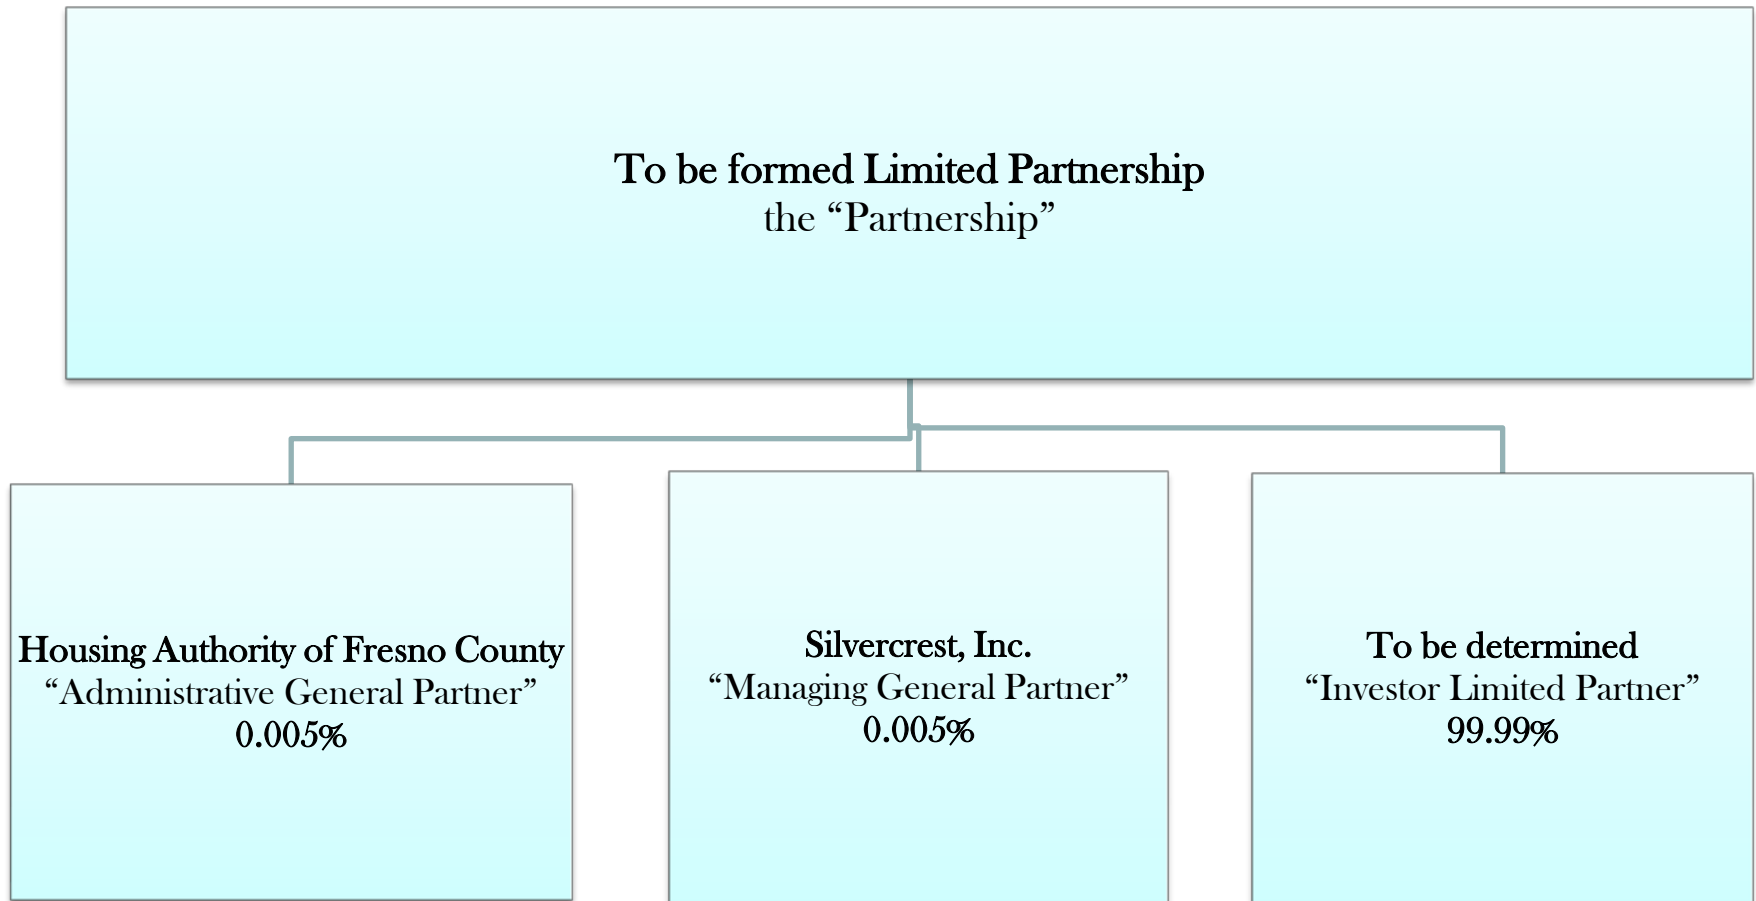 To be formed Limited Partnership
the “Partnership”
Housing Authority of Fresno County
“Administrative General Partner”
0.005%
Silvercrest, Inc.
“Managing General Partner”
0.005%
To be determined
“Investor Limited Partner”
99.99%